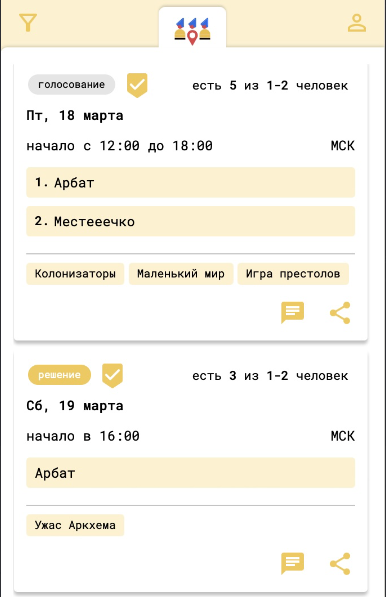 голосование
есть 5 из 1-2 человек
Пт, 18 марта
начало с 12:00 до 18:00 МСК
1. Арбат
2. Местееечко
Колонизаторы Маленький мир Игра престолов
решение
есть 3 из 1-2 человек
Сб, 19 марта
начало в 16:00 МСК
Арбат
Ужас Аркхема